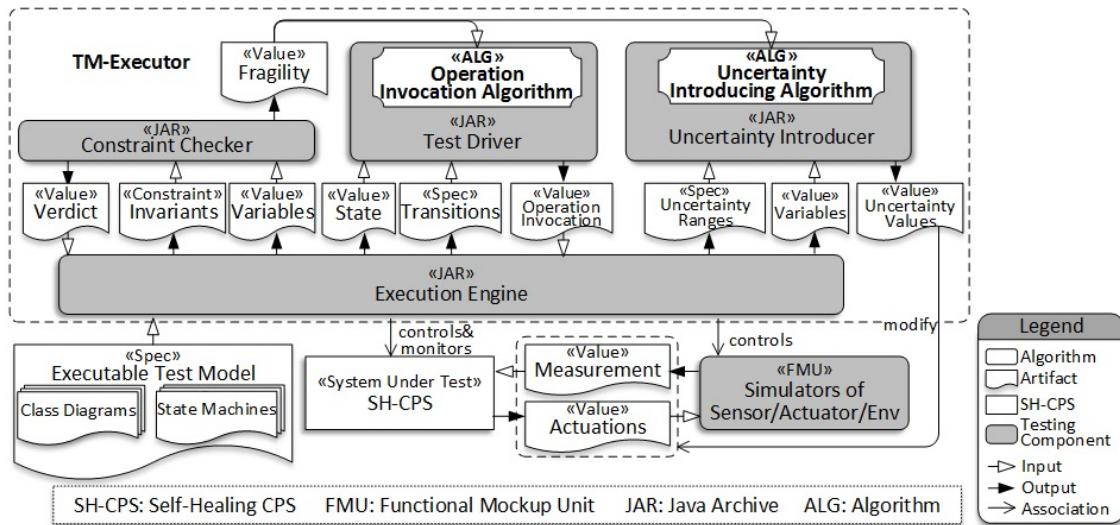 TM-Executor
«Value»
Fragility
«ALG»
Operation
Invocation Algorithm
«JAR»
Test Driver
«ALG»
Uncertainty
Introducing Algorithm
«JAR»
Uncertainty Introducer
«JAR»
Constraint Checker
«Value»
Verdict
«Constraint»
Invariants
«Value»
Variables
«Value»
State
«Spec»
Transitions
«Value»
Operation
Invocation
«Spec»
Uncertainty
Ranges
«Value»
Variables
«Value»
Uncertainty
Values
«JAR»
Execution Engine
controls&
monitors
controls
modify
«Spec»
Executable Test Model
Class Diagrams
State Machines
«System Under Test»
SH-CPS
«Value»
Measurement
«Value»
Actuations
«FMU»
Simulators of
Sensor/Actuator/Env
Legend
Algorithm
Artifact
SH-CPS
Testing
Component
Input
Output
Association
SH-CPS: Self-Healing CPS FMU: Functional Mockup Unit JAR: Java Archive ALG: Algorithm